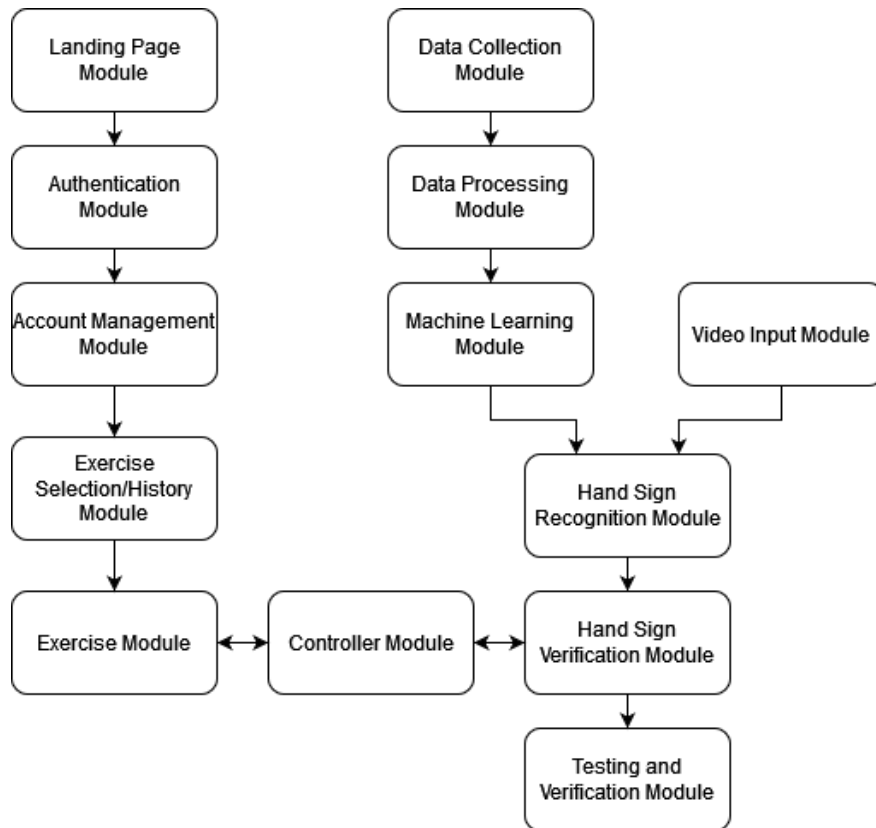 Landing Page
Module
Data Collection
Module
Authentication
Module
Data Processing
Module
Account Management
Module
Machine Learning
Module
Video Input Module
Exercise
Selection/History
Module
Hand Sign
Recognition Module
Exercise Module
Controller Module
Hand Sign
Verification Module
Testing and
Verification Module